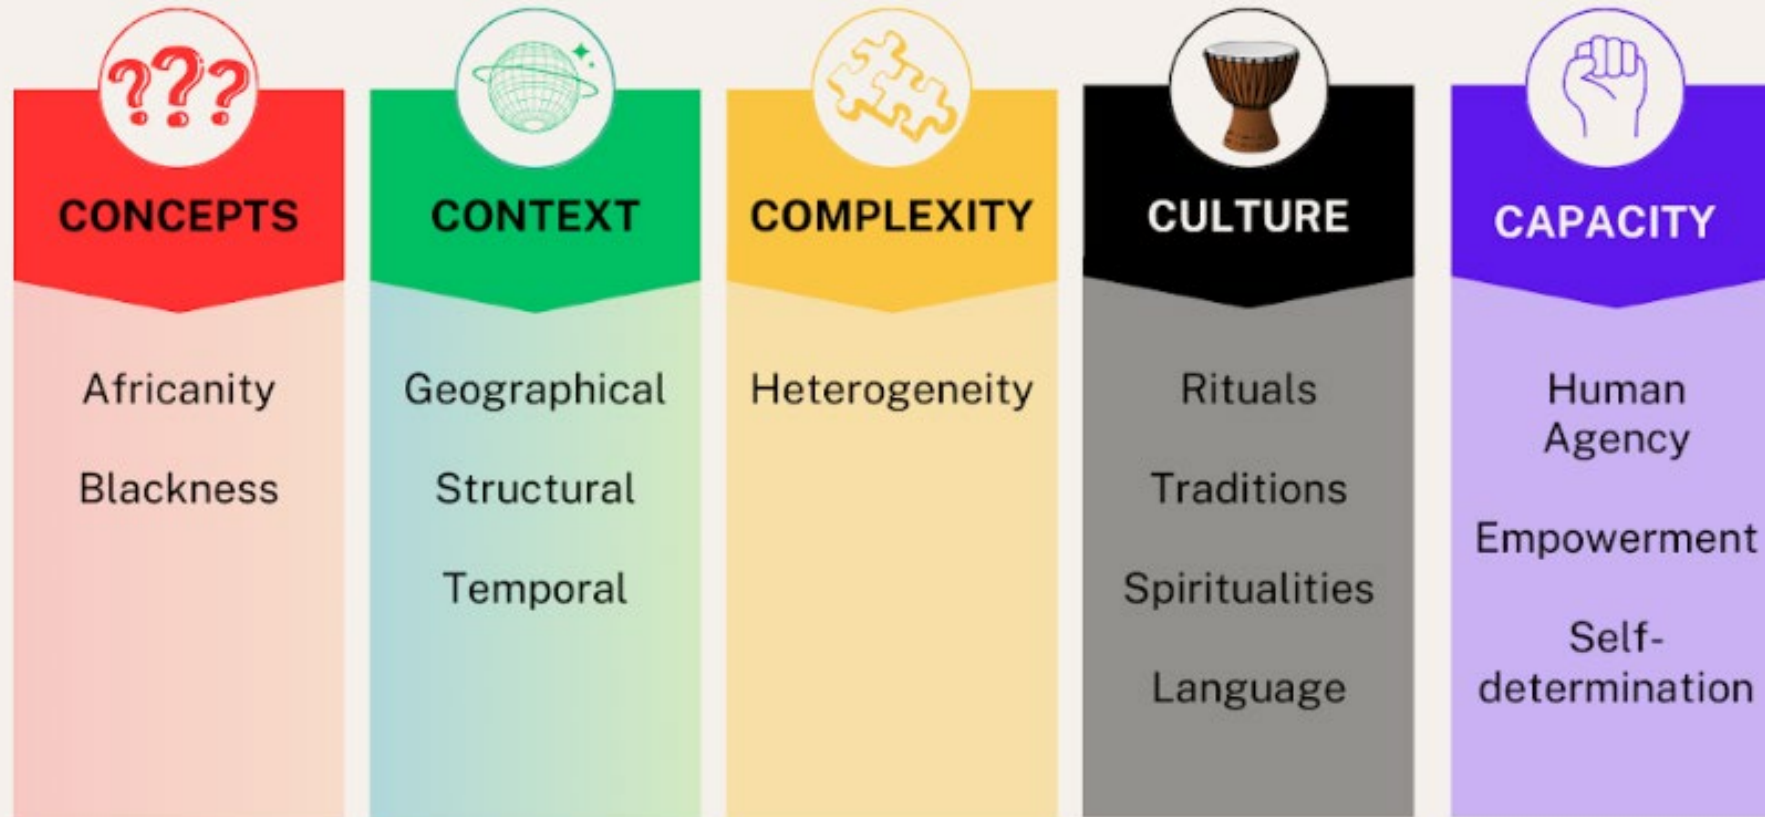 ???
CONCEPTS
Africanity
Blackness
CONTEXT
Geographical
Structural
Temporal
COMPLEXITY
Heterogeneity
CULTURE
Rituals
Traditions
Spiritualities
Language
CAPACITY
Human
Agency
Empowerment
Self-
determination